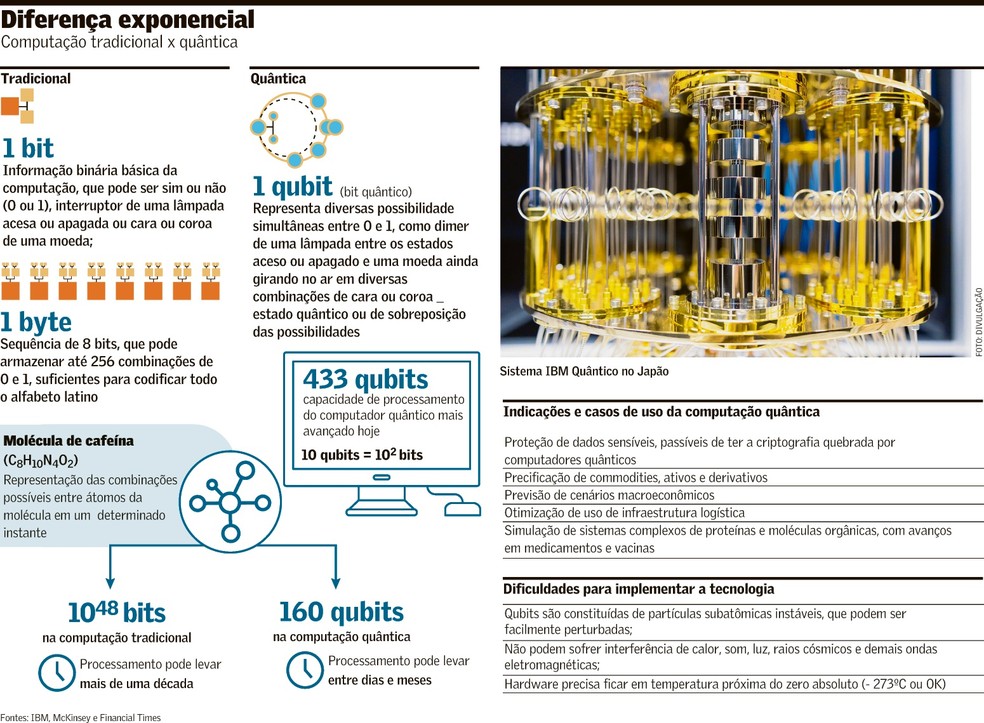 Diferença exponencial
Computação tradicional x quântica
Tradicional
1 bit
Informação binária básica da
computação, que pode ser sim ou não
(0 ou 1), interruptor de uma lâmpada
acesa ou apagada ou cara ou coroa
de uma moeda;
1 byte
Sequência de 8 bits, que pode
armazenar até 256 combinações de
0 e 1, suficientes para codificar todo
o alfabeto latino
Quântica
1 qubit (bit quântico)
Representa diversas possibilidade
simultâneas entre 0 e 1, como dimer
de uma lâmpada entre os estados
aceso ou apagado e uma moeda ainda
girando no ar em diversas
combinações de cara ou coroa _
estado quântico ou de sobreposição
das possibilidades
433 qubits
capacidade de processamento
do computador quântico mais
avançado hoje
10 qubits = 10² bits
Molécula de cafeína
(C₈H₁₀N₄O₂)
Representação das combinações
possíveis entre átomos da
molécula em um determinado
instante
10⁴⁸ bits
na computação tradicional
Processamento pode levar
mais de uma década
160 qubits
na computação quântica
Processamento pode levar
entre dias e meses
FOTO: DIVULGAÇÃO
Sistema IBM Quântico no Japão
Indicações e casos de uso da computação quântica
Proteção de dados sensíveis, passíveis de ter a criptografia quebrada por
computadores quânticos
Precificação de commodities, ativos e derivativos
Previsão de cenários macroeconômicos
Otimização de uso de infraestrutura logística
Simulação de sistemas complexos de proteínas e moléculas orgânicas, com avanços
em medicamentos e vacinas
Dificuldades para implementar a tecnologia
Qubits são constituídas de partículas subatômicas instáveis, que podem ser
facilmente perturbadas;
Não podem sofrer interferência de calor, som, luz, raios cósmicos e demais ondas
eletromagnéticas;
Hardware precisa ficar em temperatura próxima do zero absoluto (- 273ºC ou 0K)
Fontes: IBM, McKinsey e Financial Times